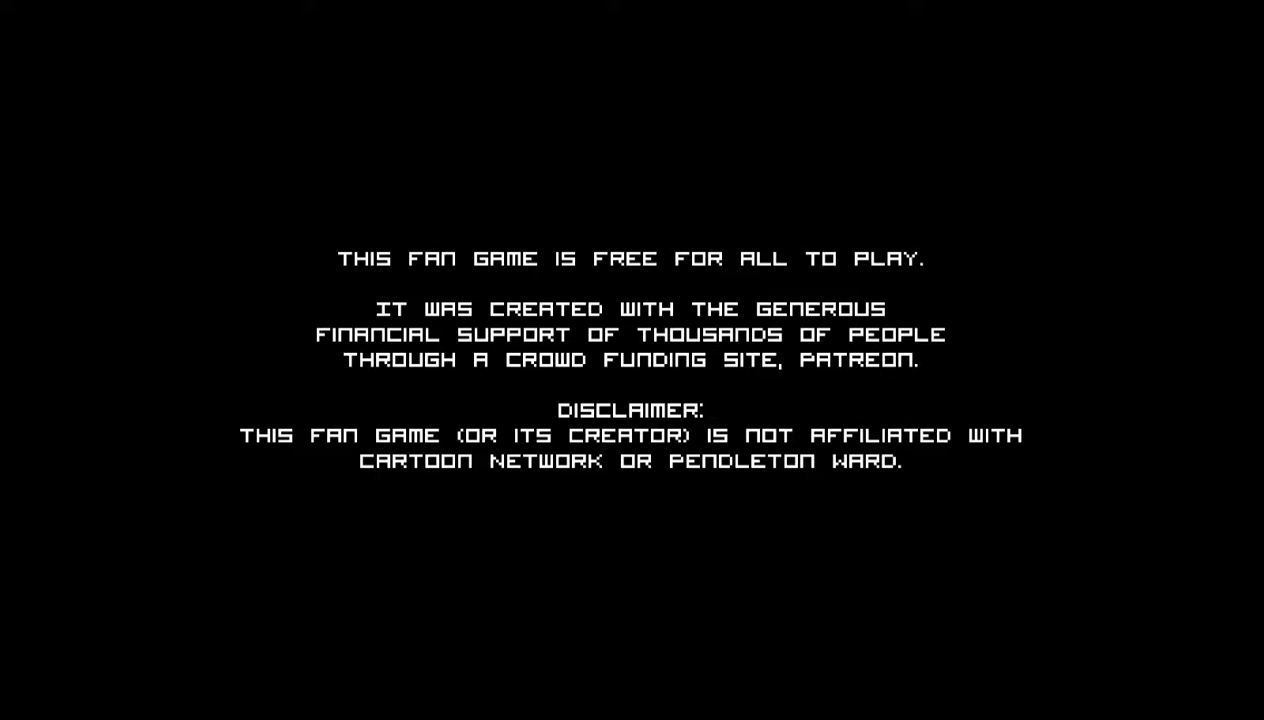 THIS FAN GAME IS FREE FOR ALL TO PLAY.
IT WAS CREATED WITH THE GENEROUS
FINANCIAL SUPPORT OF THOUSANDS OF PEOPLE
THROUGH A CROWD FUNDING SITE, PATREON.
DISCLAIMER:
THIS FAN GAME (OR ITS CREATOR) IS NOT AFFILIATED WITH
CARTOON NETWORK OR PENDLETON WARD.